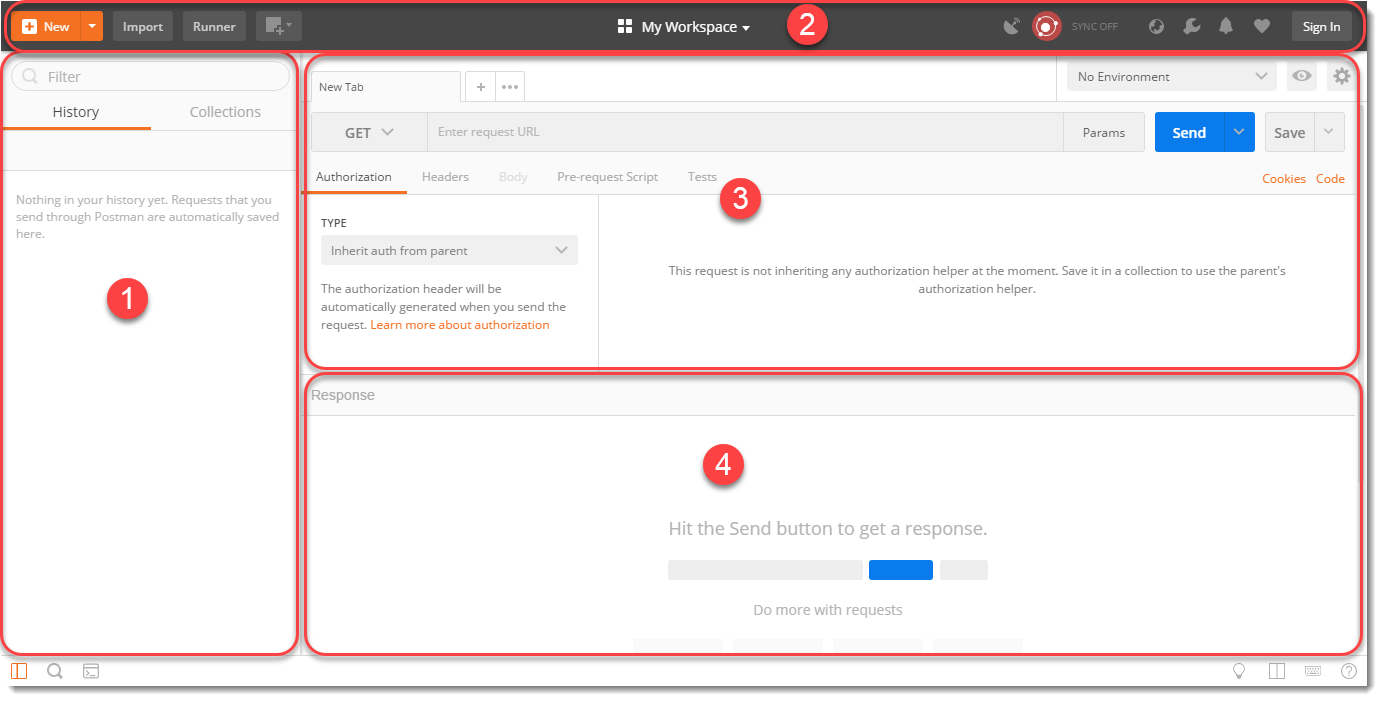 New
Import
Runner
My Workspace
2
SYNC OFF
Sign In
Filter
History
Collections
Nothing in your history yet. Requests that you
send through Postman are automatically saved
here.
1
New Tab
+
No Environment
GET
Enter request URL
Params
Send
Save
Authorization
Headers
Body
Pre-request Script
Tests
Cookies
Code
3
TYPE
Inherit auth from parent
The authorization header will be
automatically generated when you send the
request. Learn more about authorization
This request is not inheriting any authorization helper at the moment. Save it in a collection to use the parent's
authorization helper.
Response
4
Hit the Send button to get a response.
Do more with requests